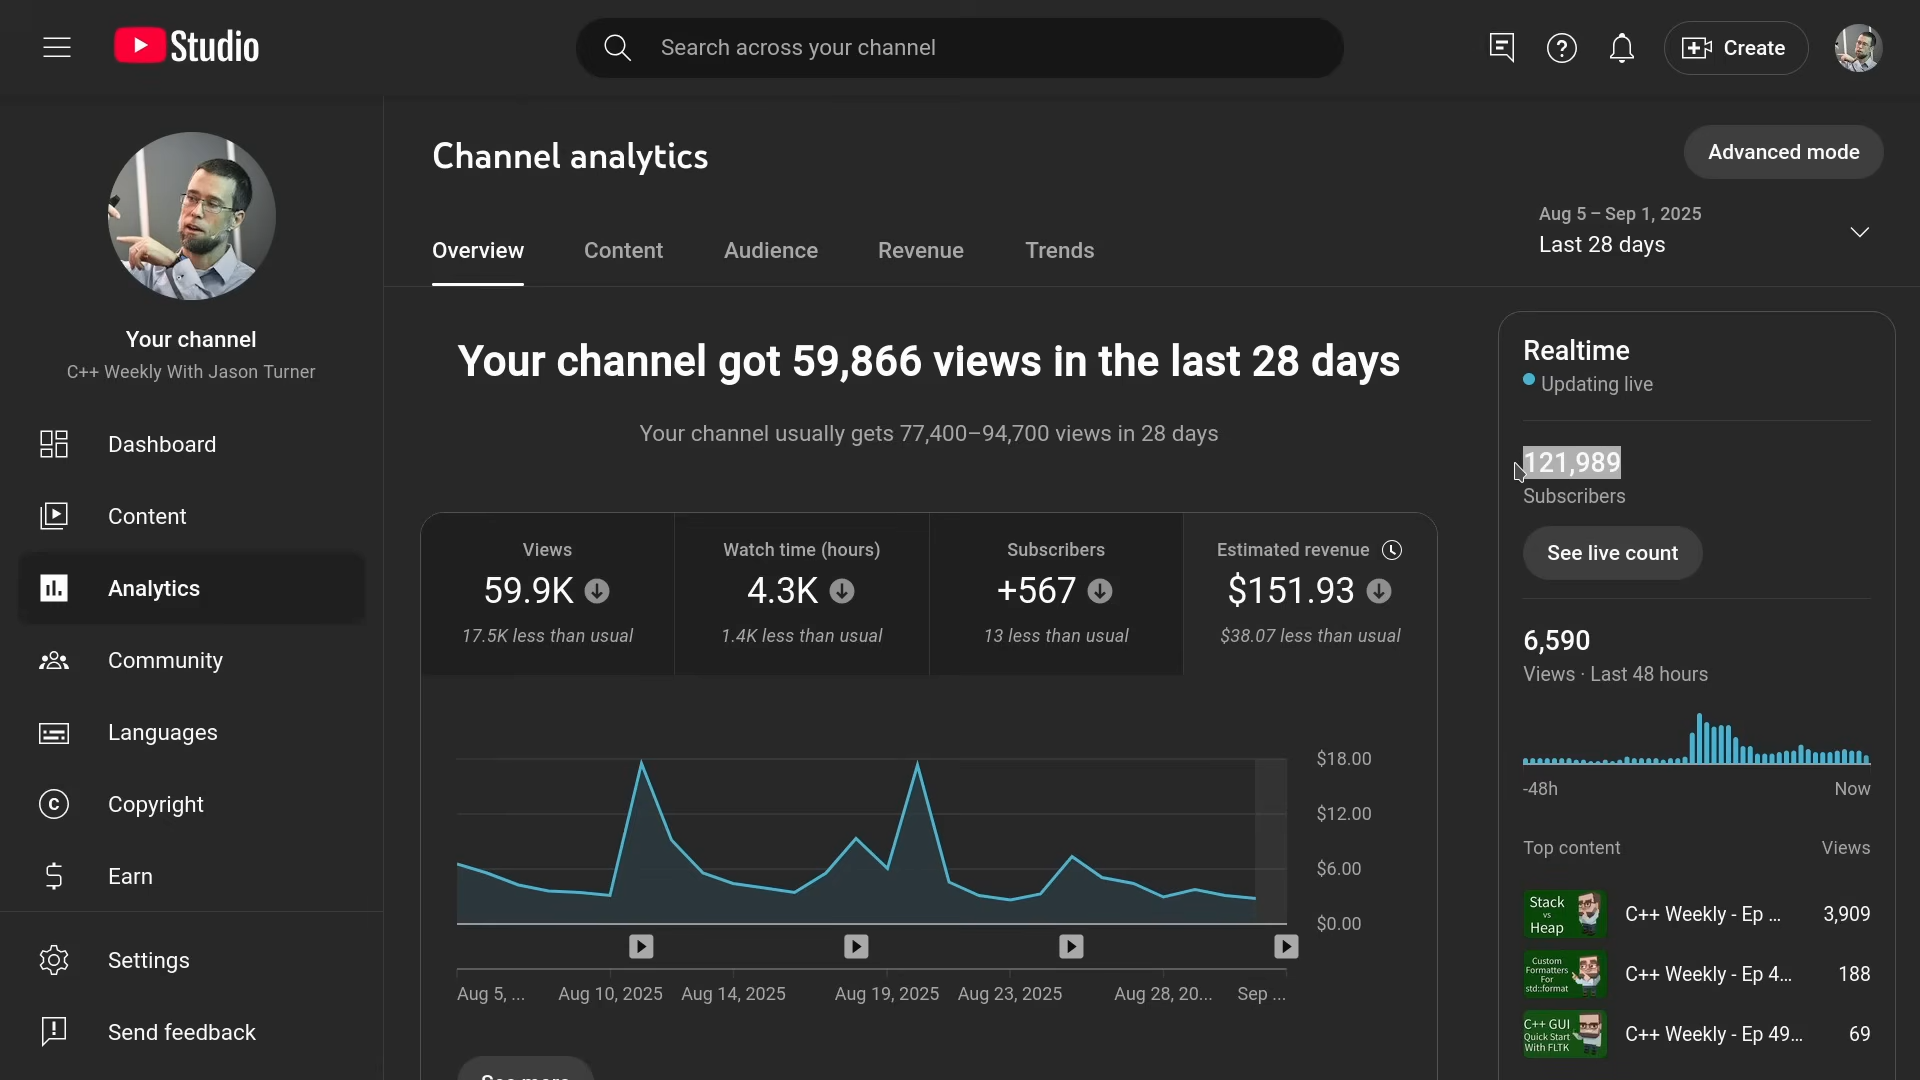 Studio
Search across your channel
Create
Your channel
C++ Weekly With Jason Turner
Dashboard
Content
Analytics
Community
Languages
Copyright
Earn
Settings
Send feedback
Channel analytics
Advanced mode
Aug 5 – Sep 1, 2025
Last 28 days
Overview
Content
Audience
Revenue
Trends
Your channel got 59,866 views in the last 28 days
Your channel usually gets 77,400–94,700 views in 28 days
Views
59.9K
17.5K less than usual
Watch time (hours)
4.3K
1.4K less than usual
Subscribers
+567
13 less than usual
Estimated revenue
$151.93
$38.07 less than usual
$18.00
$12.00
$6.00
$0.00
Aug 5, ...
Aug 10, 2025
Aug 14, 2025
Aug 19, 2025
Aug 23, 2025
Aug 28, 20...
Sep ...
Realtime
Updating live
121,989
Subscribers
See live count
6,590
Views · Last 48 hours
-48h
Now
Top content
Views
Stack
vs
Heap
C++ Weekly - Ep ...
3,909
Custom
Formatters
For
std::format
C++ Weekly - Ep 4...
188
C++ GUI
Quick Start
With FLTK
C++ Weekly - Ep 49...
69